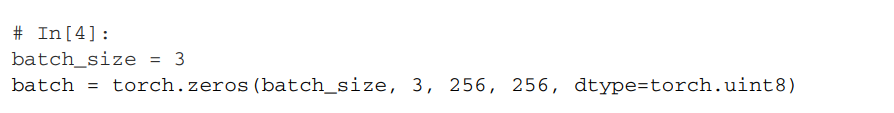 # In[4]:
batch_size = 3
batch = torch.zeros(batch_size, 3, 256, 256, dtype=torch.uint8)